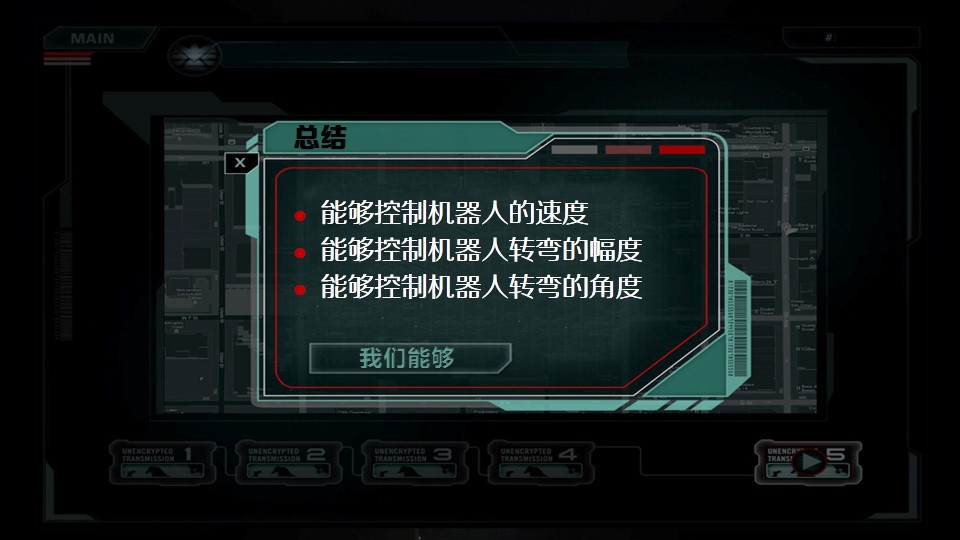 MAIN
#
总结
X
能够控制机器人的速度
能够控制机器人转弯的幅度
能够控制机器人转弯的角度
我们能够
UNENCRYPTED TRANSMISSION 1
UNENCRYPTED TRANSMISSION 2
UNENCRYPTED TRANSMISSION 3
UNENCRYPTED TRANSMISSION 4
5